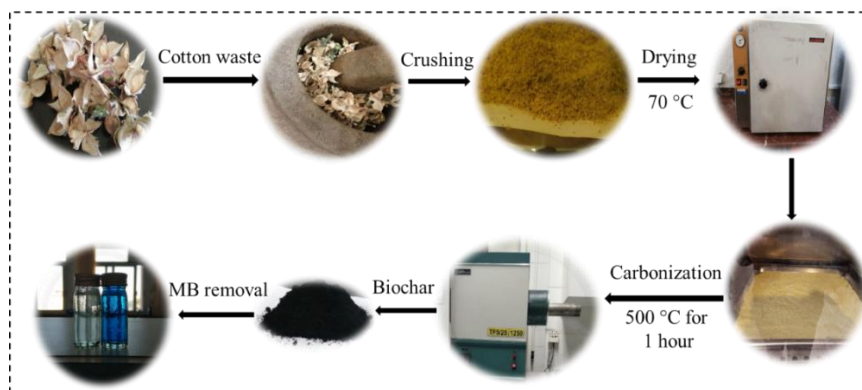 Cotton waste
Crushing
Drying
70 °C
Carbonization
500 °C for
1 hour
Biochar
MB removal